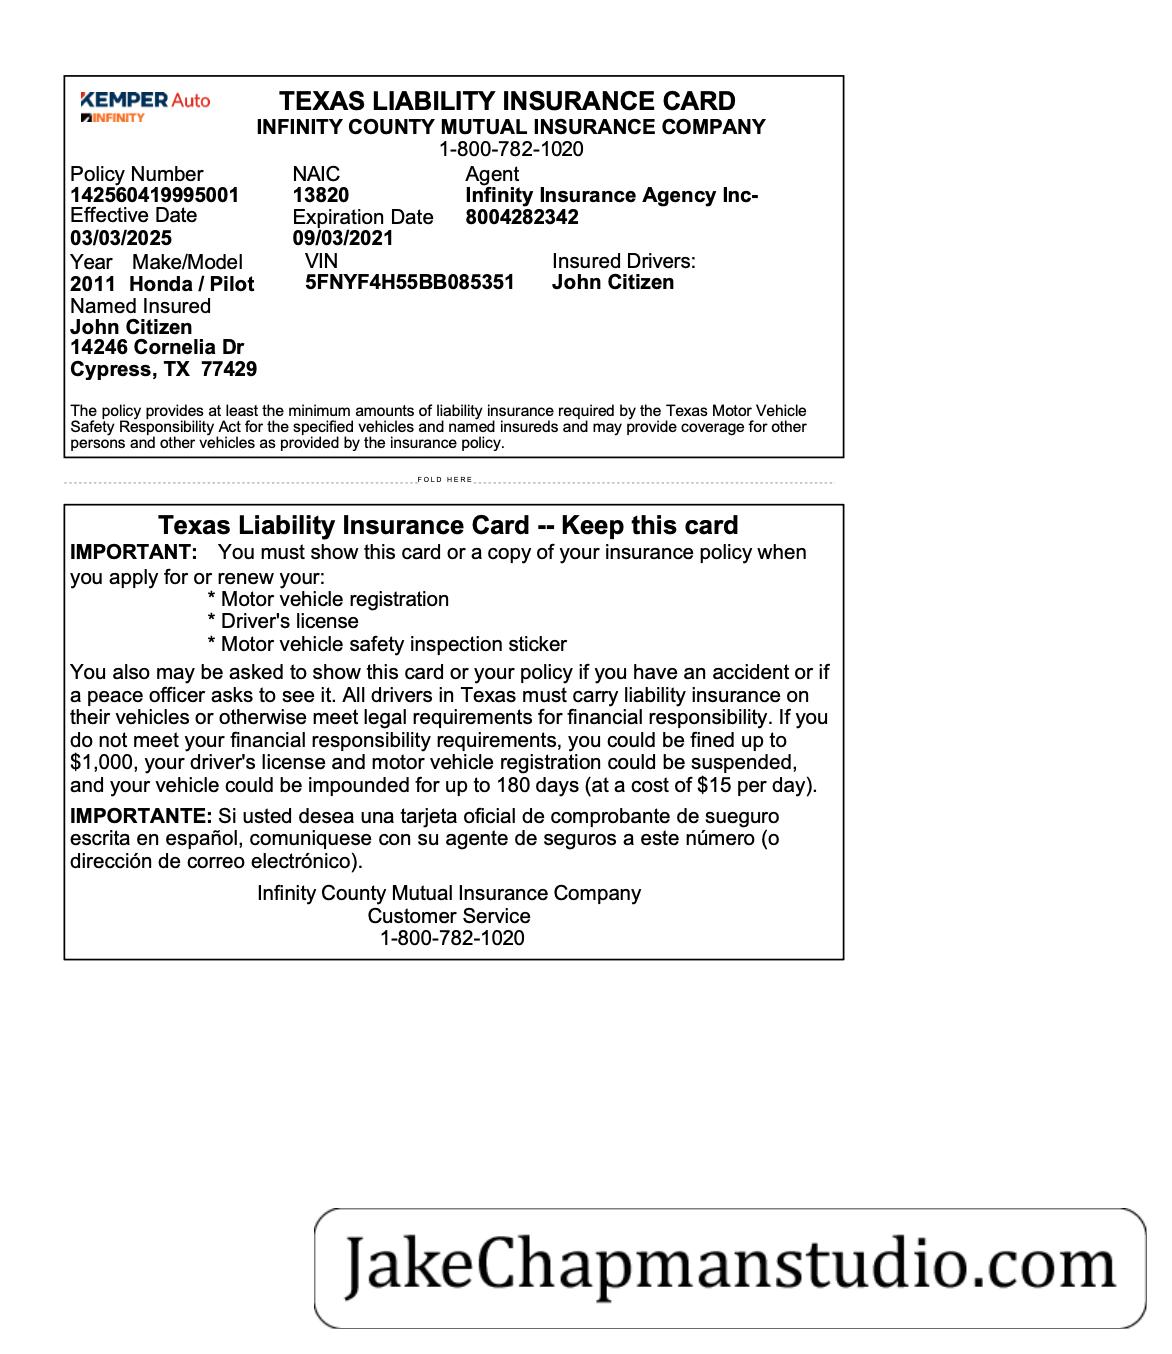 KEMPER Auto
INFINITY
TEXAS LIABILITY INSURANCE CARD
INFINITY COUNTY MUTUAL INSURANCE COMPANY
1-800-782-1020
Policy Number NAIC Agent
142560419995001 13820 Infinity Insurance Agency Inc-
Effective Date Expiration Date 8004282342
03/03/2025 09/03/2021
Year Make/Model VIN Insured Drivers:
2011 Honda / Pilot 5FNYF4H55BB085351 John Citizen
Named Insured
John Citizen
14246 Cornelia Dr
Cypress, TX 77429
The policy provides at least the minimum amounts of liability insurance required by the Texas Motor Vehicle
Safety Responsibility Act for the specified vehicles and named insureds and may provide coverage for other
persons and other vehicles as provided by the insurance policy.
FOLD HERE
Texas Liability Insurance Card -- Keep this card
IMPORTANT: You must show this card or a copy of your insurance policy when
you apply for or renew your:
* Motor vehicle registration
* Driver's license
* Motor vehicle safety inspection sticker
You also may be asked to show this card or your policy if you have an accident or if
a peace officer asks to see it. All drivers in Texas must carry liability insurance on
their vehicles or otherwise meet legal requirements for financial responsibility. If you
do not meet your financial responsibility requirements, you could be fined up to
$1,000, your driver's license and motor vehicle registration could be suspended,
and your vehicle could be impounded for up to 180 days (at a cost of $15 per day).
IMPORTANTE: Si usted desea una tarjeta oficial de comprobante de sueguro
escrita en español, comuniquese con su agente de seguros a este número (o
dirección de correo electrónico).
Infinity County Mutual Insurance Company
Customer Service
1-800-782-1020
JakeChapmanstudio.com